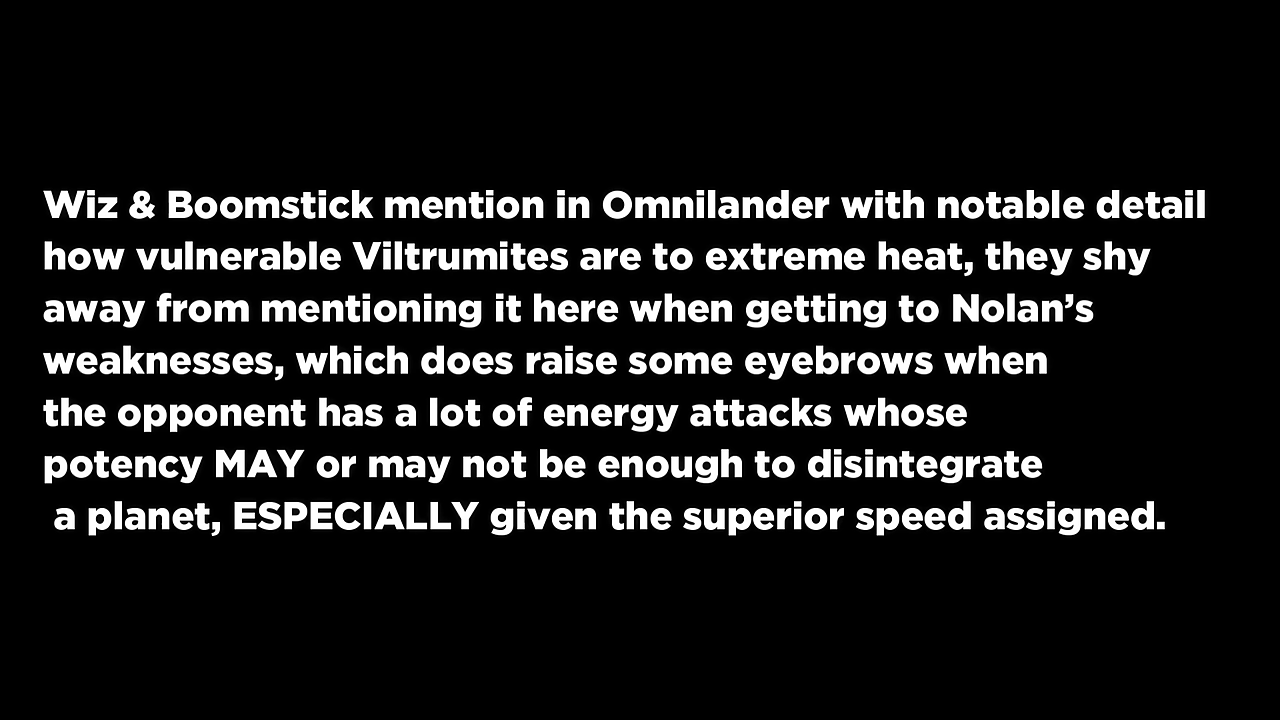 Wiz & Boomstick mention in Omnilander with notable detail
how vulnerable Viltrumites are to extreme heat, they shy
away from mentioning it here when getting to Nolan’s
weaknesses, which does raise some eyebrows when
the opponent has a lot of energy attacks whose
potency MAY or may not be enough to disintegrate
a planet, ESPECIALLY given the superior speed assigned.